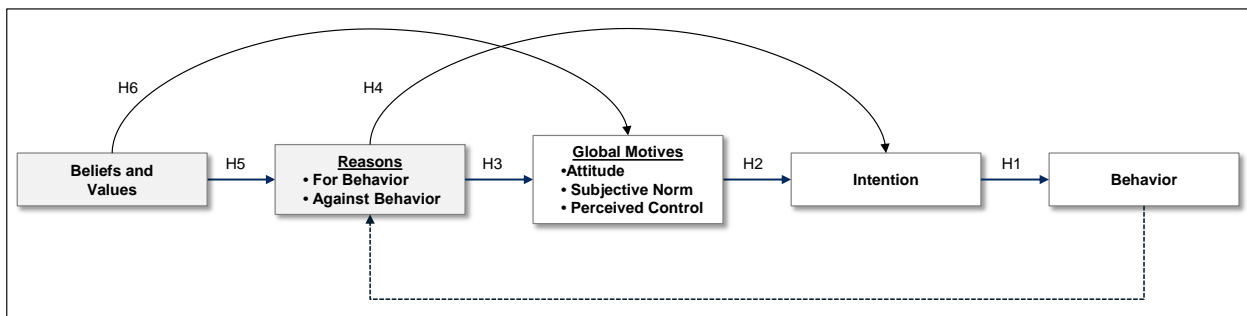 H6
H4
H5
H3
H2
H1
Beliefs and
Values
Reasons
• For Behavior
• Against Behavior
Global Motives
•Attitude
• Subjective Norm
• Perceived Control
Intention
Behavior